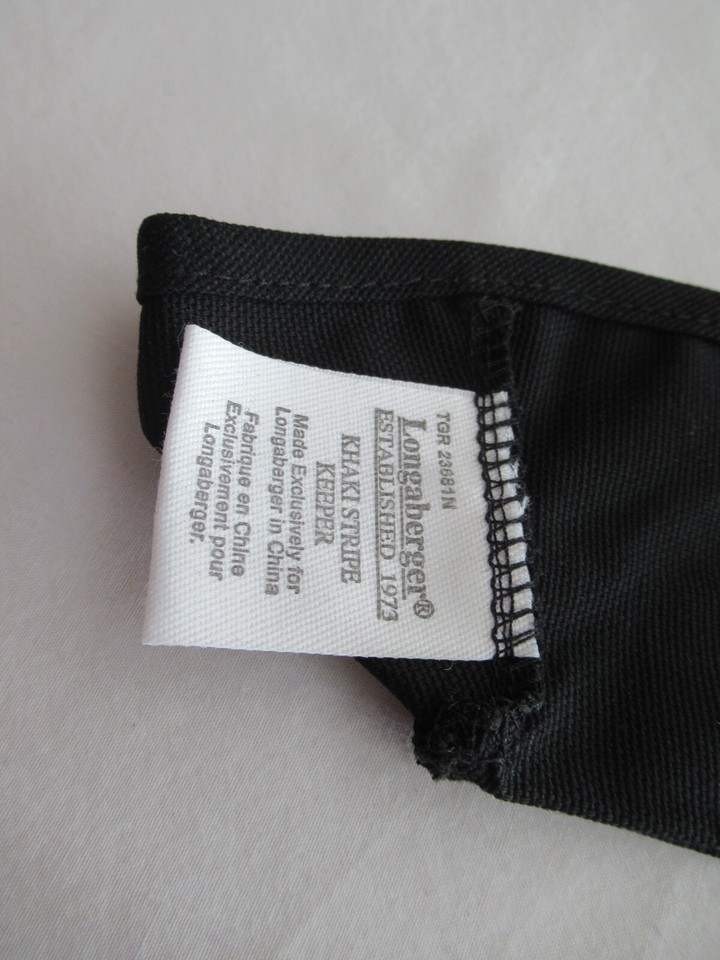 TGR 23681N
Longaberger®
ESTABLISHED 1973
KHAKI STRIPE
KEEPER
Made Exclusively for
Longaberger in China
Fabrique en Chine
Exclusivement pour
Longaberger.